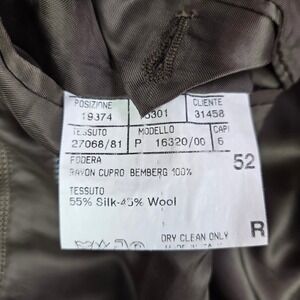 POSIZIONE CLIENTE
19374 5301 31458
TESSUTO MODELLO CAPI
27068/81 P 16320/00 6
FODERA 52
RAYON CUPRO BEMBERG 100%
TESSUTO
55% Silk-45% Wool
DRY CLEAN ONLY R